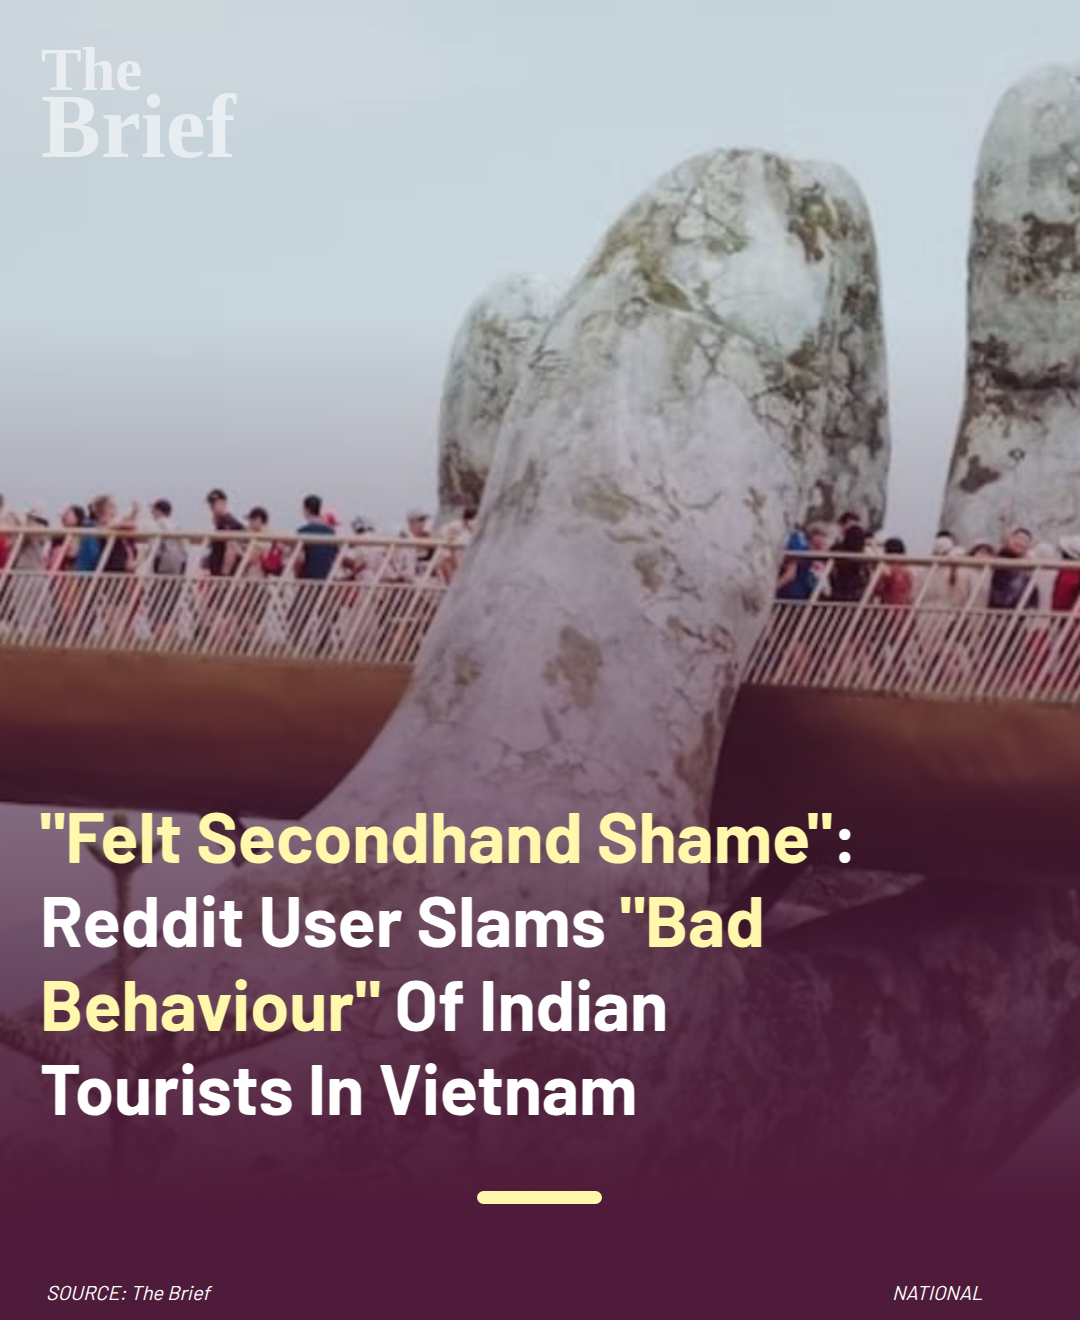 The
Brief
"Felt Secondhand Shame":
Reddit User Slams "Bad
Behaviour" Of Indian
Tourists In Vietnam
SOURCE: The Brief
NATIONAL